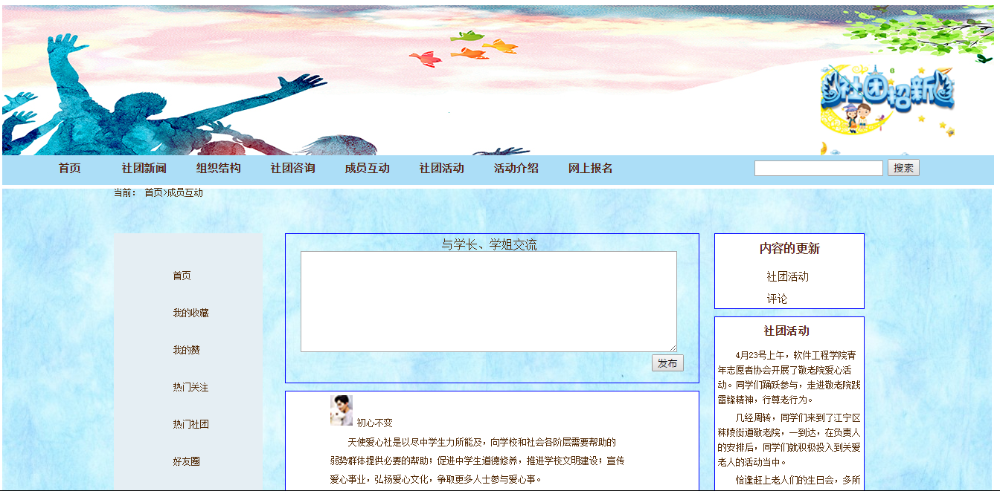 社团招新
首页 社团新闻 组织结构 社团咨询 成员互动 社团活动 活动介绍 网上报名 搜索
当前： 首页>成员互动
首页
我的收藏
我的赞
热门关注
热门社团
好友圈
与学长、学姐交流
发布
初心不变
天使爱心社是以尽中学生力所能及，向学校和社会各阶层需要帮助的
弱势群体提供必要的帮助；促进中学生道德修养，推进学校文明建设；宣传
爱心事业，弘扬爱心文化，争取更多人士参与爱心事。
内容的更新
社团活动
评论
社团活动
4月23号上午，软件工程学院青
年志愿者协会开展了敬老院爱心活
动。同学们踊跃参与，走进敬老院践
雷锋精神，行尊老行为。
几经周转，同学们来到了江宁区
秣陵街道敬老院，一到达，在负责人
的安排后，同学们就积极投入到关爱
老人的活动当中。
恰逢赶上老人们的生日会，多所